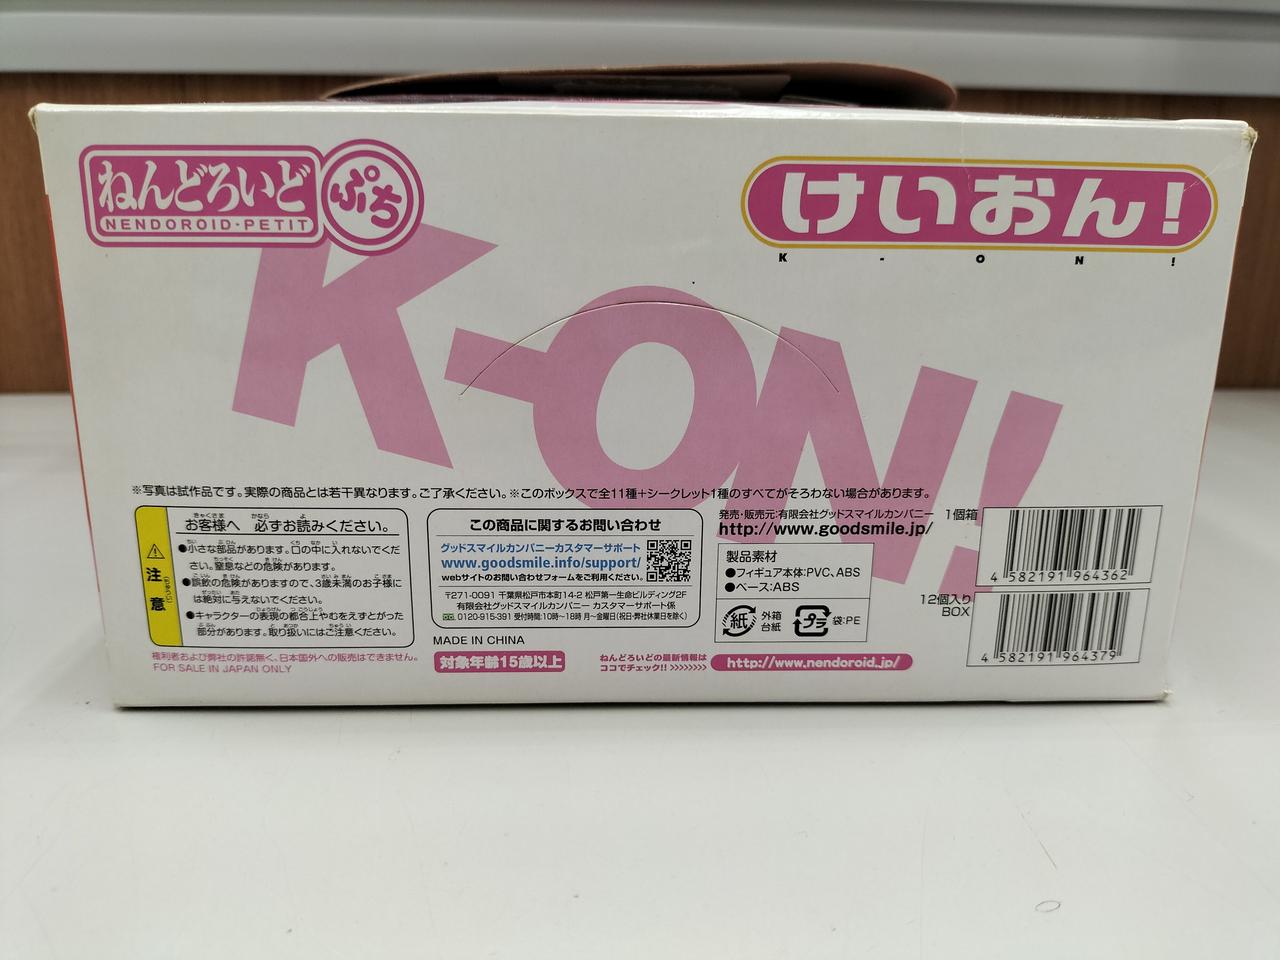 ねんどろいど ぷち
NENDOROID・PETIT
けいおん!
K-ON!
K-ON!
※写真は試作品です。実際の商品とは若干異なります。ご了承ください。※このボックスで全11種+シークレット1種のすべてがそろわない場合があります。
注意
お客様へ 必ずお読みください。
●小さな部品があります。口の中に入れないでくだ
さい。窒息などの危険があります。
●誤飲の危険がありますので、3歳未満のお子様に
は絶対に与えないでください。
●キャラクターの表現の都合上やむをえずとがった
部分があります。取り扱いにはご注意ください。
権利者および弊社の許諾無く、日本国外への販売はできません。
FOR SALE IN JAPAN ONLY
この商品に関するお問い合わせ
グッドスマイルカンパニーカスタマーサポート
www.goodsmile.info/support/
webサイトのお問い合わせフォームをご利用ください。
〒271-0091 千葉県松戸市本町14-2 松戸第一生命ビルディング2F
有限会社グッドスマイルカンパニー カスタマーサポート係
0120-915-391 受付時間:10時〜18時 月〜金曜日(祝日・弊社休業日を除く)
MADE IN CHINA
対象年齢15歳以上
発売・販売元:有限会社グッドスマイルカンパニー
http://www.goodsmile.jp/
製品素材
●フィギュア本体:PVC、ABS
●ベース:ABS
紙 外箱 台紙
プラ 袋:PE
ねんどろいどの最新情報は
ココでチェック!! >>>>>>>>
http://www.nendoroid.jp/
1個箱
4 582191 964362
12個入り
BOX
4 582191 964379